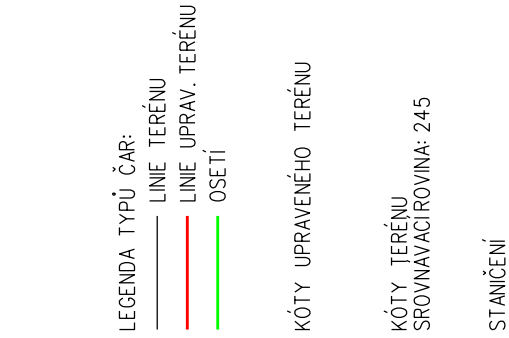 LEGENDA TYPŮ ČAR:
LINIE TERÉNU
LINIE UPRAV. TERÉNU
OSETÍ
KÓTY UPRAVENÉHO TERÉNU
KÓTY TERÉNU
SROVNÁVACÍ ROVINA: 245
STANIČENÍ